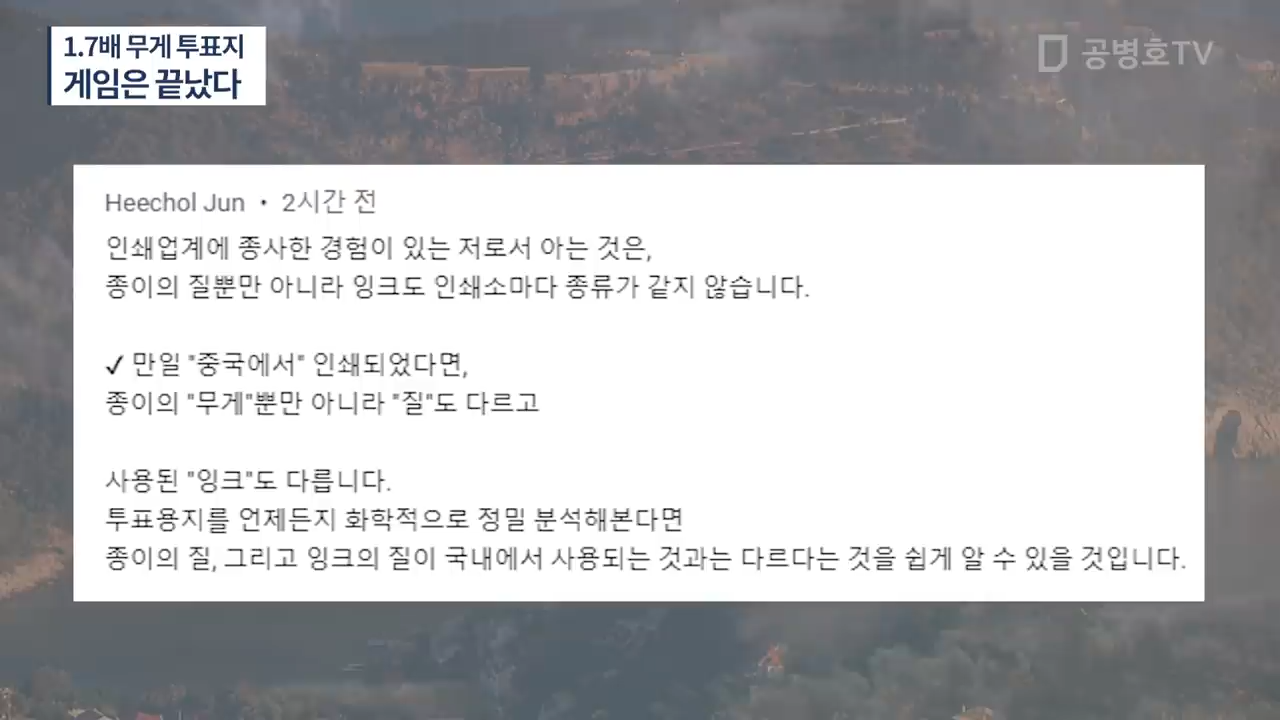 1.7배 무게 투표지
게임은 끝났다
공병호TV
Heechol Jun • 2시간 전
인쇄업계에 종사한 경험이 있는 저로서 아는 것은,
종이의 질뿐만 아니라 잉크도 인쇄소마다 종류가 같지 않습니다.
✓ 만일 "중국에서" 인쇄되었다면,
종이의 "무게"뿐만 아니라 "질"도 다르고
사용된 "잉크"도 다릅니다.
투표용지를 언제든지 화학적으로 정밀 분석해본다면
종이의 질, 그리고 잉크의 질이 국내에서 사용되는 것과는 다르다는 것을 쉽게 알 수 있을 것입니다.